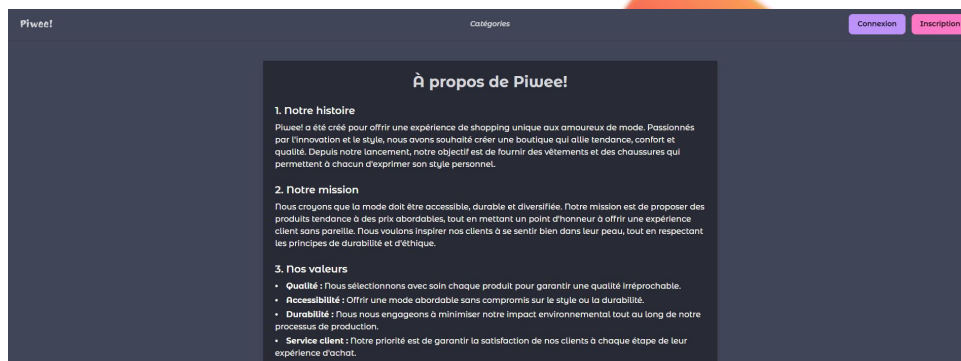 Piwee!
Catégories
Connexion
Inscription
À propos de Piwee!
1. Notre histoire
Piwee! a été créé pour offrir une expérience de shopping unique aux amoureux de mode. Passionnés
par l'innovation et le style, nous avons souhaité créer une boutique qui allie tendance, confort et
qualité. Depuis notre lancement, notre objectif est de fournir des vêtements et des chaussures qui
permettent à chacun d'exprimer son style personnel.
2. Notre mission
Nous croyons que la mode doit être accessible, durable et diversifiée. Notre mission est de proposer des
produits tendance à des prix abordables, tout en mettant un point d'honneur à offrir une expérience
client sans pareille. Nous voulons inspirer nos clients à se sentir bien dans leur peau, tout en respectant
les principes de durabilité et d'éthique.
3. Nos valeurs
• Qualité : Nous sélectionnons avec soin chaque produit pour garantir une qualité irréprochable.
• Accessibilité : Offrir une mode abordable sans compromis sur le style ou la durabilité.
• Durabilité : Nous nous engageons à minimiser notre impact environnemental tout au long de notre
processus de production.
• Service client : Notre priorité est de garantir la satisfaction de nos clients à chaque étape de leur
expérience d'achat.